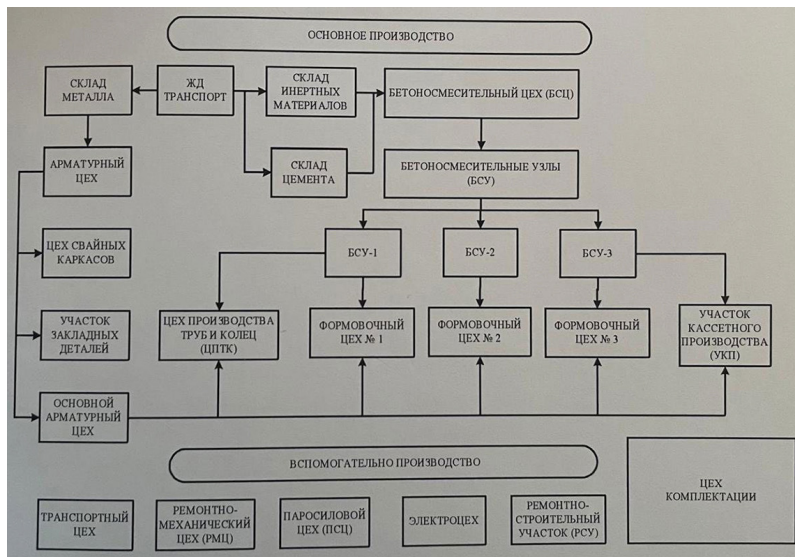 ОСНОВНОЕ ПРОИЗВОДСТВО
СКЛАД
МЕТАЛЛА
ЖД
ТРАНСПОРТ
СКЛАД
ИНЕРТНЫХ
МАТЕРИАЛОВ
БЕТОНОСМЕСИТЕЛЬНЫЙ ЦЕХ (БСЦ)
АРМАТУРНЫЙ
ЦЕХ
СКЛАД
ЦЕМЕНТА
БЕТОНОСМЕСИТЕЛЬНЫЕ УЗЛЫ
(БСУ)
ЦЕХ СВАЙНЫХ
КАРКАСОВ
БСУ-1
БСУ-2
БСУ-3
УЧАСТОК
ЗАКЛАДНЫХ
ДЕТАЛЕЙ
ЦЕХ ПРОИЗВОДСТВА
ТРУБ И КОЛЕЦ
(ЦПТК)
ФОРМОВОЧНЫЙ
ЦЕХ № 1
ФОРМОВОЧНЫЙ
ЦЕХ № 2
ФОРМОВОЧНЫЙ
ЦЕХ № 3
УЧАСТОК
КАССЕТНОГО
ПРОИЗВОДСТВА
(УКП)
ОСНОВНОЙ
АРМАТУРНЫЙ
ЦЕХ
ВСПОМОГАТЕЛЬНО ПРОИЗВОДСТВО
ЦЕХ
КОМПЛЕКТАЦИИ
ТРАНСПОРТНЫЙ
ЦЕХ
РЕМОНТНО-
МЕХАНИЧЕСКИЙ
ЦЕХ (РМЦ)
ПАРОСИЛОВОЙ
ЦЕХ (ПСЦ)
ЭЛЕКТРОЦЕХ
РЕМОНТНО-
СТРОИТЕЛЬНЫЙ
УЧАСТОК (РСУ)